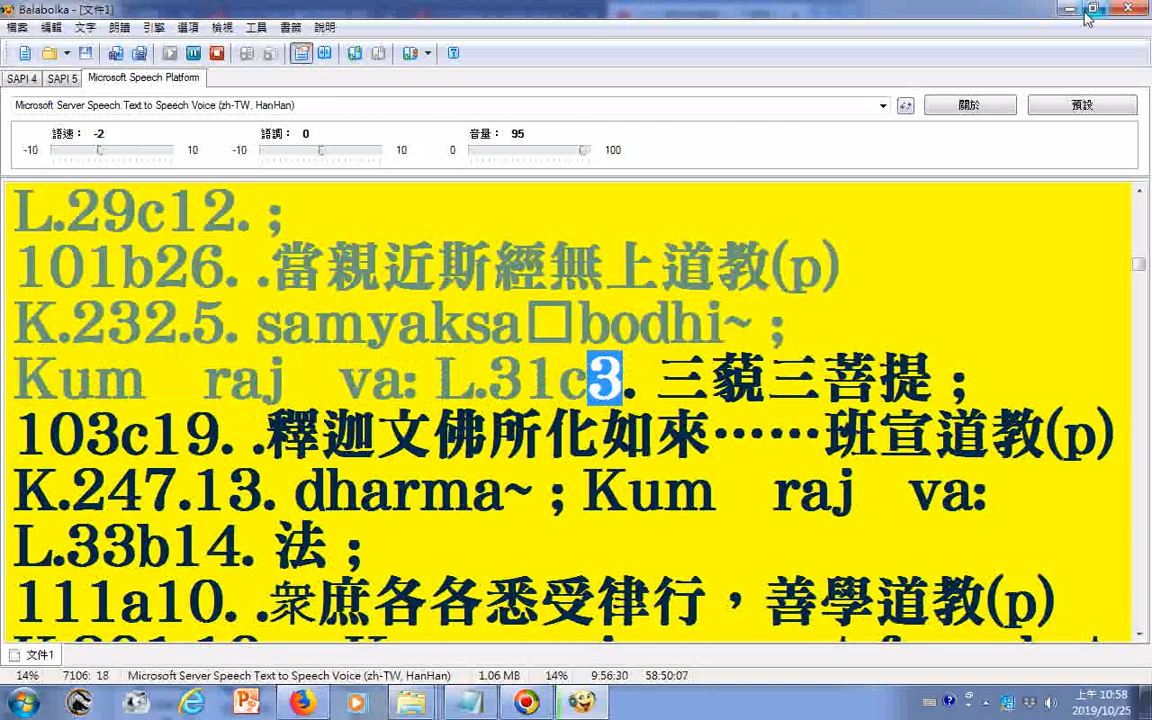 Balabolka - [文件1]
檔案 編輯 文字 朗讀 引擎 選項 檢視 工具 書籤 說明
SAPI 4 SAPI 5 Microsoft Speech Platform
Microsoft Server Speech Text to Speech Voice (zh-TW, HanHan) 關於 預設
語速： -2 語調： 0 音量： 95
-10 10 -10 10 0 100
L.29c12. ;
101b26. .當親近斯經無上道教(p)
K.232.5. samyaksa□bodhi~ ;
Kum raj va: L.31c3. 三藐三菩提；
103c19. .釋迦文佛所化如來⋯⋯班宣道教(p)
K.247.13. dharma~ ; Kum raj va:
L.33b14. 法；
111a10. .衆庶各各悉受律行，善學道教(p)
文件1
14% 7106: 18 Microsoft Server Speech Text to Speech Voice (zh-TW, HanHan) 1.06 MB 14% 9:56:30 58:50:07
上午 10:58
2019/10/25